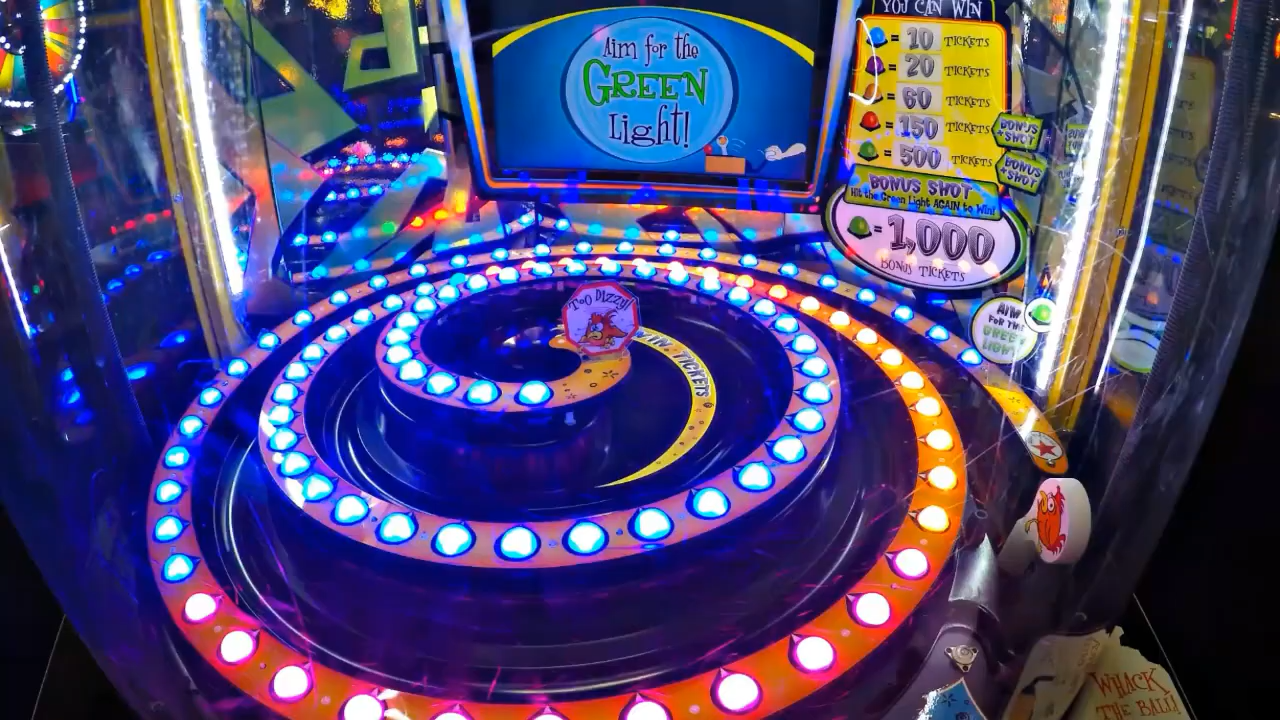 Aim for the
GREEN
Light!
YOU CAN WIN
= 10 TICKETS
= 20 TICKETS
= 60 TICKETS
= 150 TICKETS
BONUS SHOT
= 500 TICKETS
BONUS SHOT
BONUS SHOT
Hit the Green Light AGAIN to Win!
= 1,000
BONUS TICKETS
AIM
FOR THE
GREEN
LIGHT
TOO DIZZY!
TICKETS
WHACK
THE BALL!